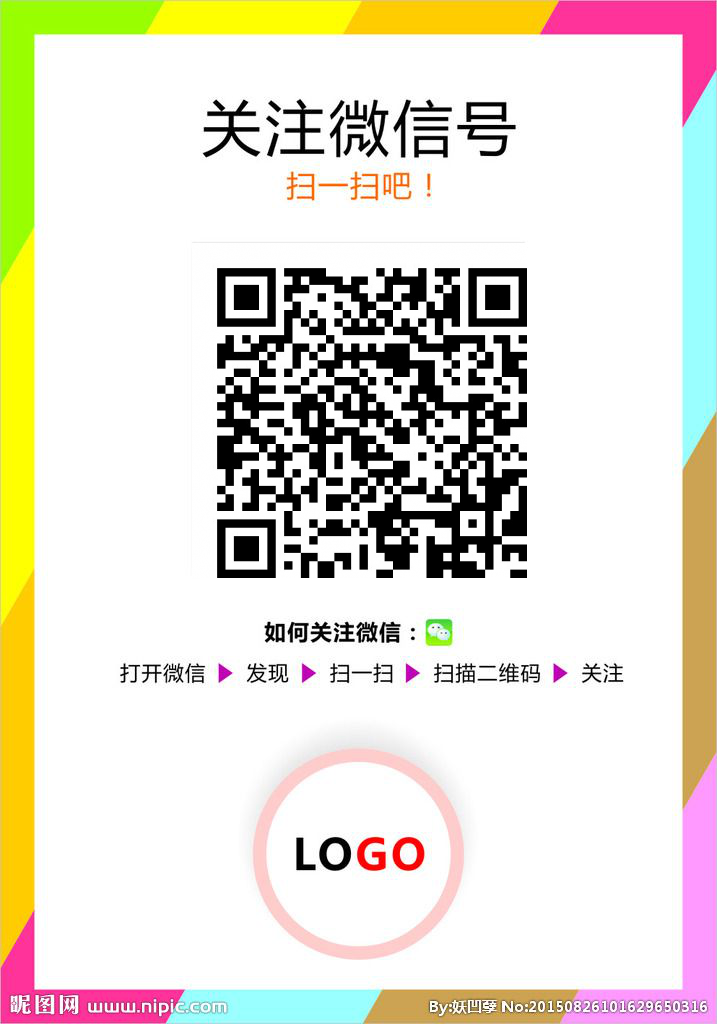 关注微信号
扫一扫吧！
如何关注微信：
打开微信 ▶ 发现 ▶ 扫一扫 ▶ 扫描二维码 ▶ 关注
LOGO
昵图网 www.nipic.com
By:妖凹孽 No:20150826101629650316